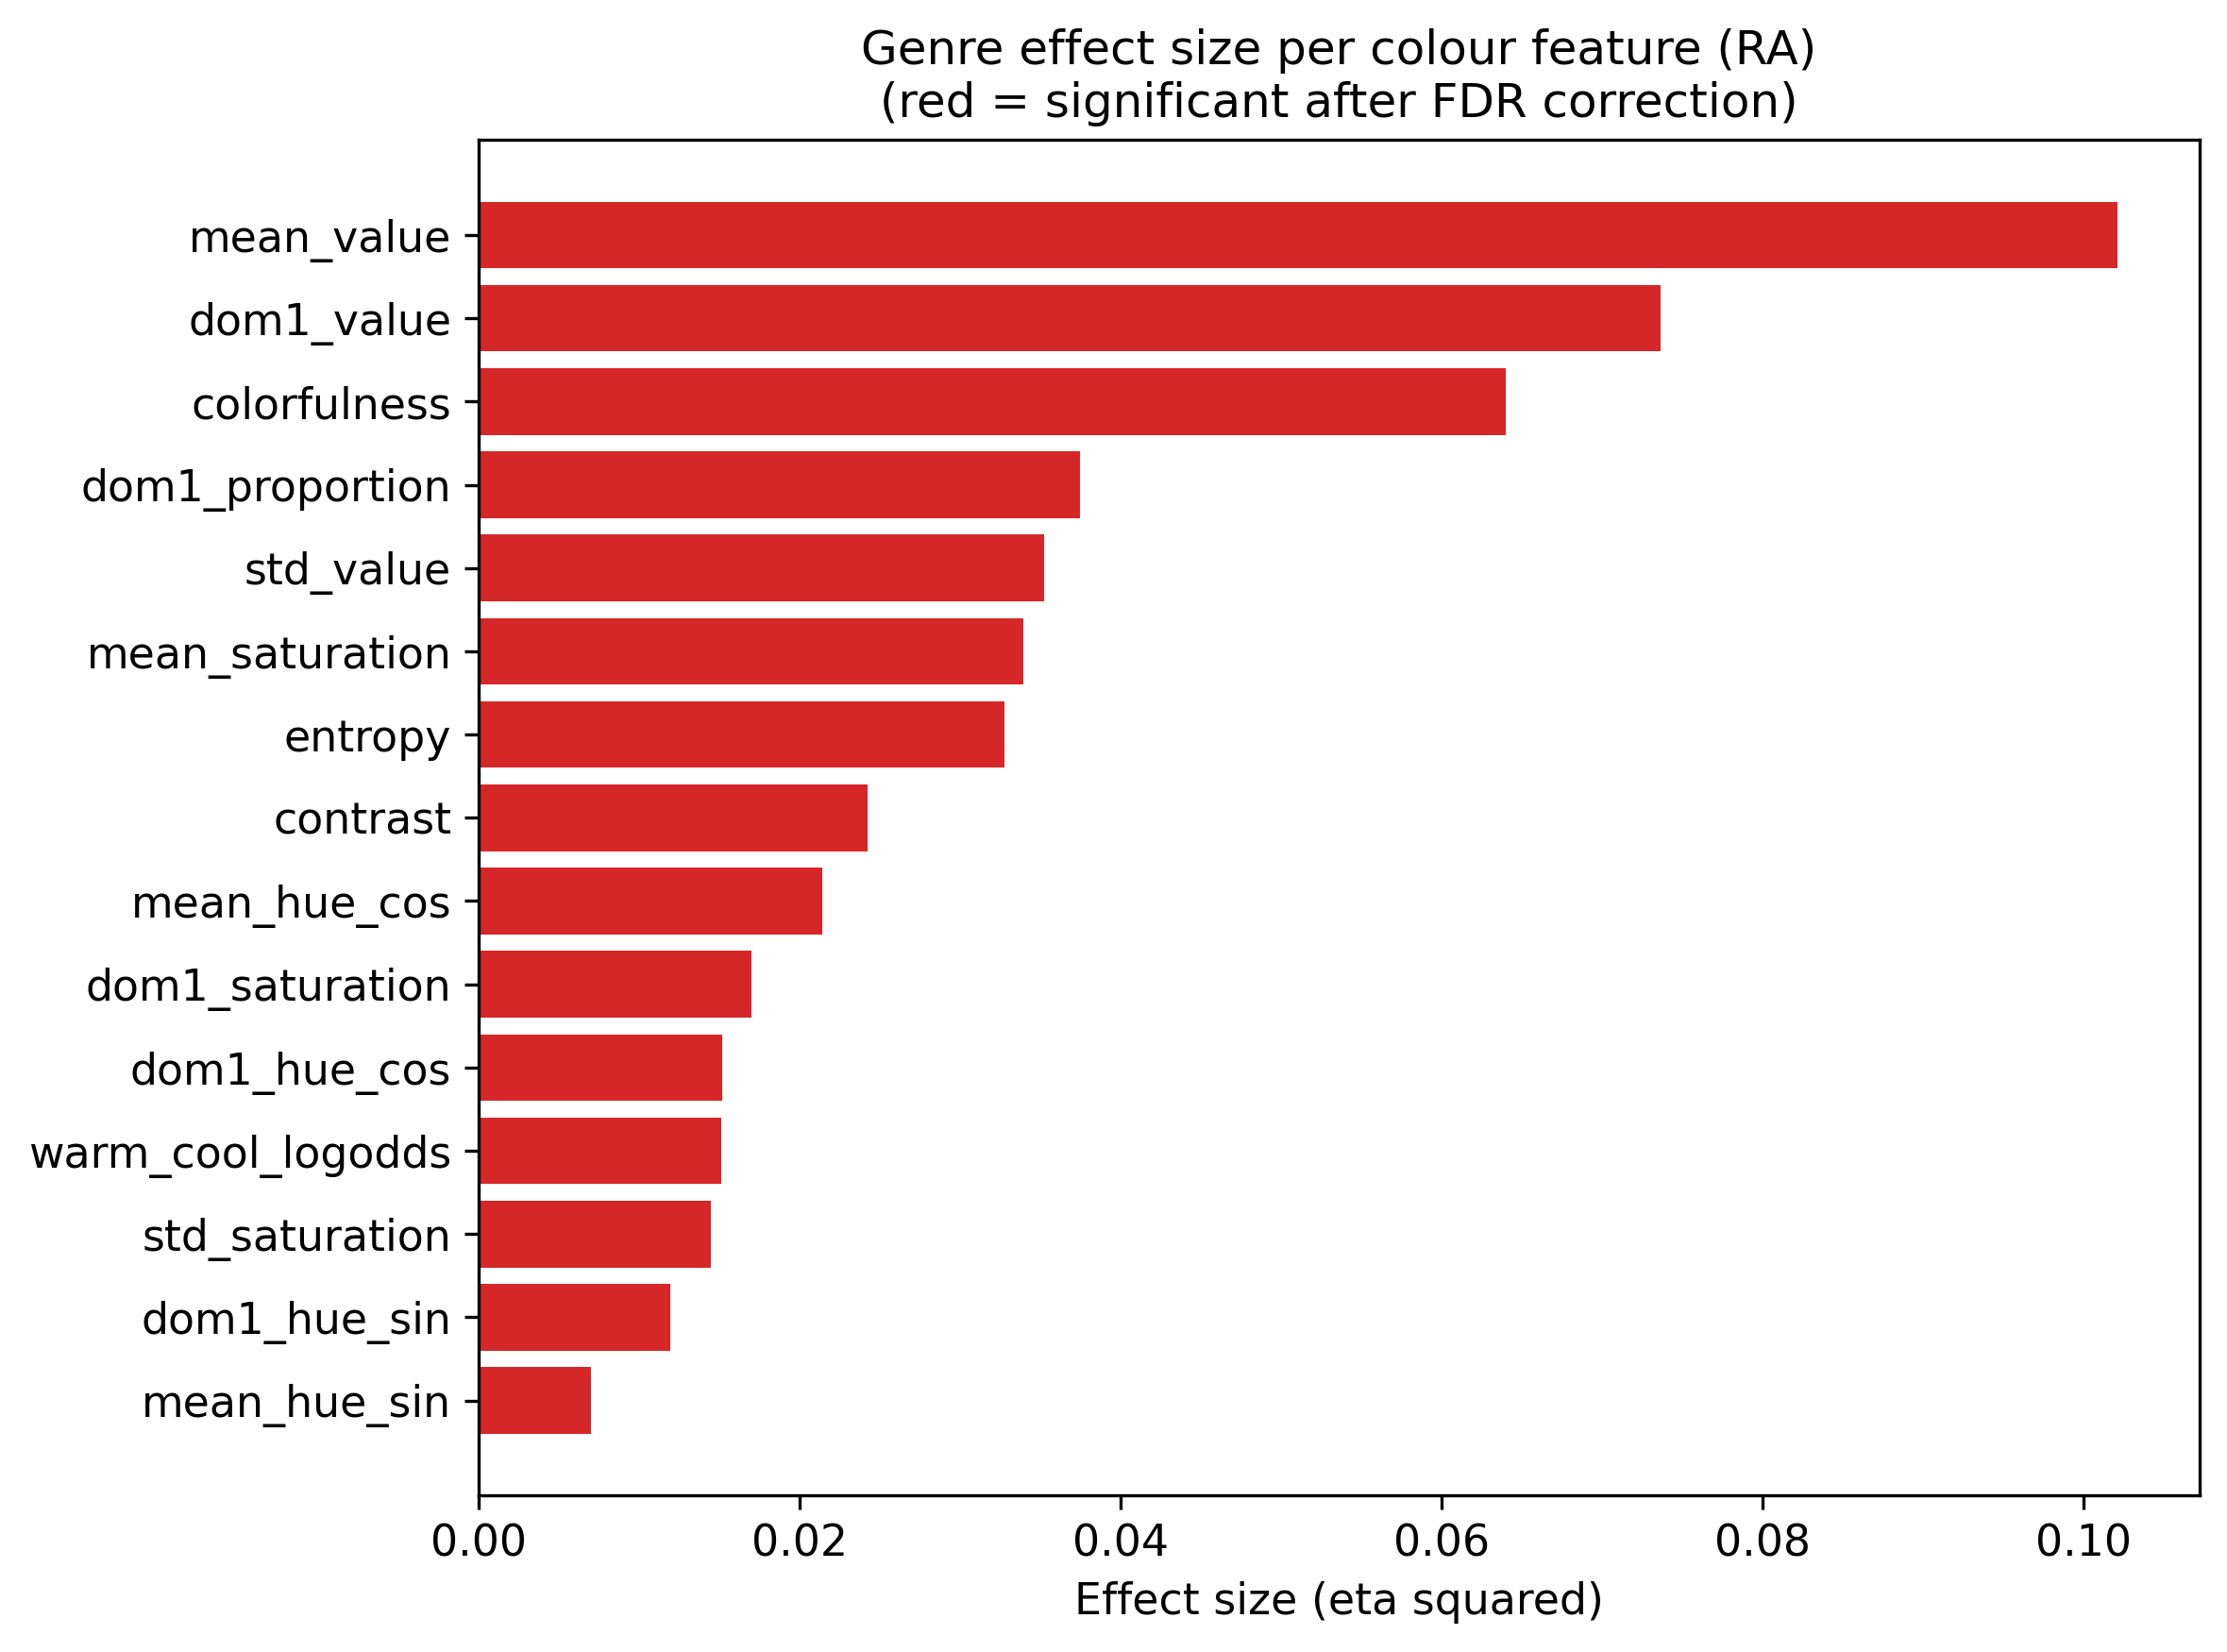 Genre effect size per colour feature (RA)
(red = significant after FDR correction)
mean_value
dom1_value
colorfulness
dom1_proportion
std_value
mean_saturation
entropy
contrast
mean_hue_cos
dom1_saturation
dom1_hue_cos
warm_cool_logodds
std_saturation
dom1_hue_sin
mean_hue_sin
0.00 0.02 0.04 0.06 0.08 0.10
Effect size (eta squared)